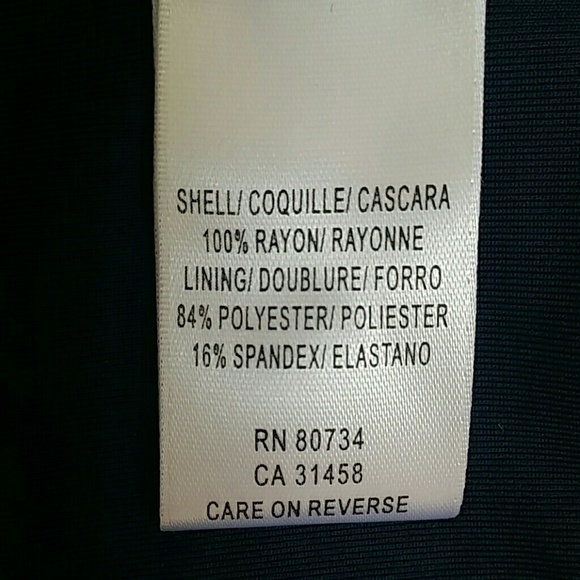 SHELL/ COQUILLE/ CASCARA
100% RAYON/ RAYONNE
LINING/ DOUBLURE/ FORRO
84% POLYESTER/ POLIESTER
16% SPANDEX/ ELASTANO
RN 80734
CA 31458
CARE ON REVERSE